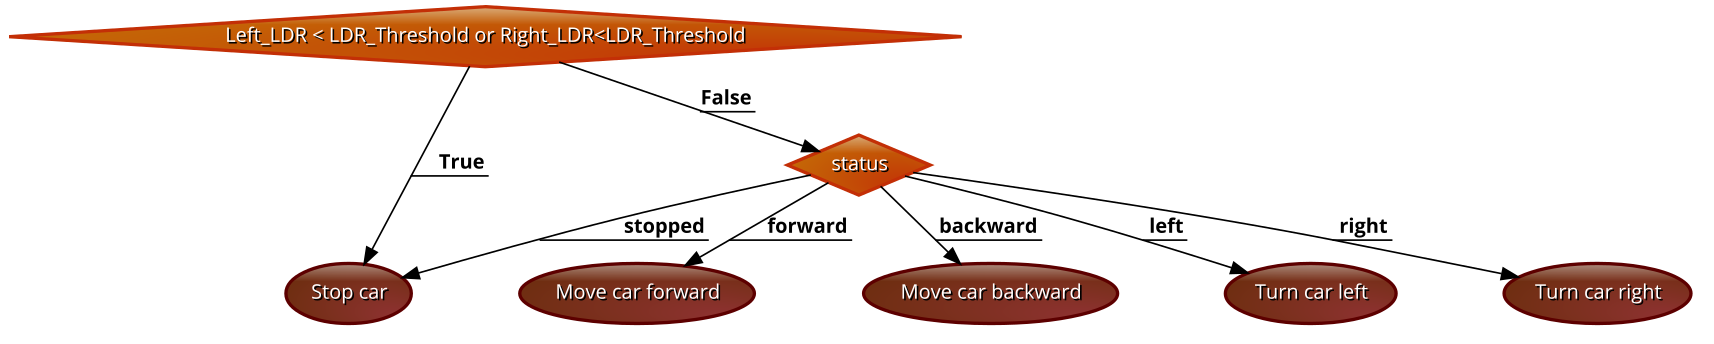 Left_LDR < LDR_Threshold or Right_LDR<LDR_Threshold
False
True
status
stopped
forward
backward
left
right
Stop car
Move car forward
Move car backward
Turn car left
Turn car right